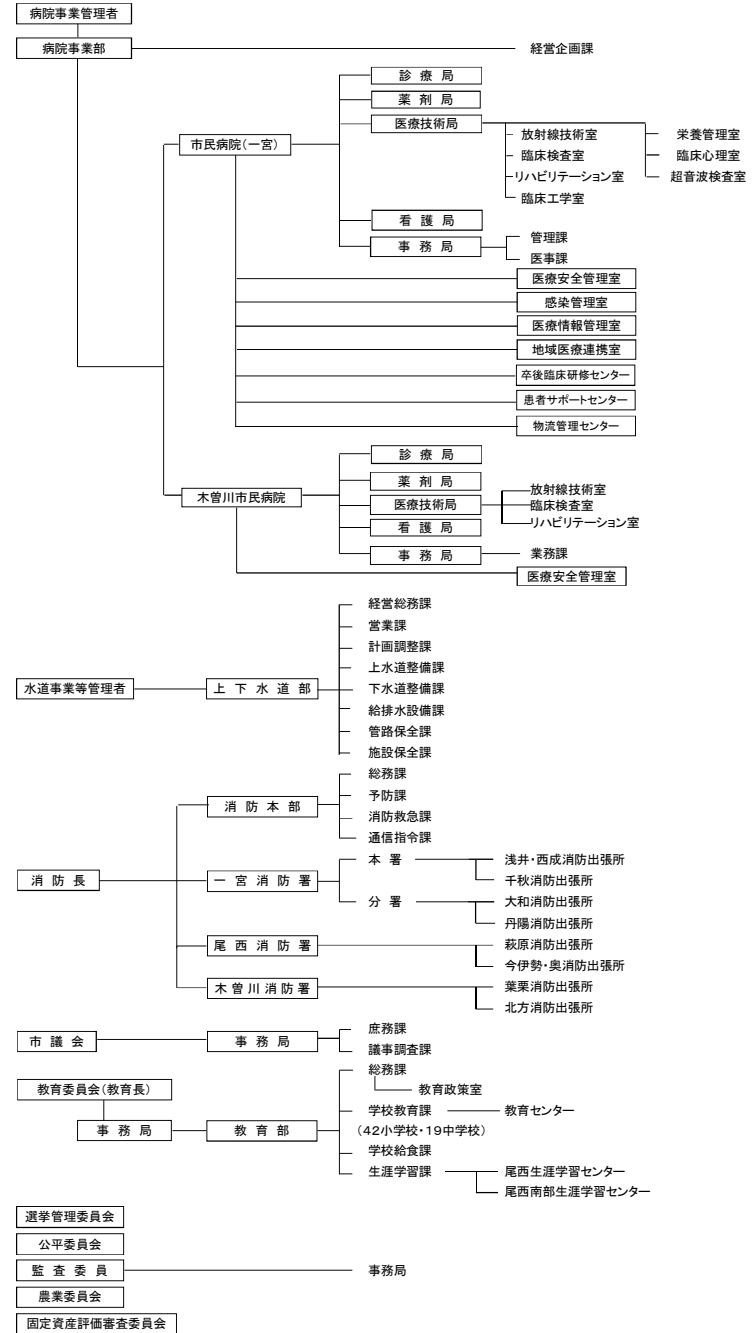 病院事業管理者
病院事業部 経営企画課
診療局
薬剤局
市民病院(一宮) 医療技術局
放射線技術室 栄養管理室
臨床検査室 臨床心理室
リハビリテーション室 超音波検査室
臨床工学室
看護局
事務局 管理課
医事課
医療安全管理室
感染管理室
医療情報管理室
地域医療連携室
卒後臨床研修センター
患者サポートセンター
物流管理センター
診療局
薬剤局
木曽川市民病院 医療技術局 放射線技術室
臨床検査室
リハビリテーション室
看護局
事務局 業務課
医療安全管理室
経営総務課
営業課
計画調整課
上水道整備課
水道事業等管理者 上下水道部 下水道整備課
給排水設備課
管路保全課
施設保全課
総務課
消防本部 予防課
消防救急課
通信指令課
消防長 一宮消防署 本署 浅井・西成消防出張所
千秋消防出張所
分署 大和消防出張所
丹陽消防出張所
尾西消防署 萩原消防出張所
今伊勢・奥消防出張所
木曽川消防署 葉栗消防出張所
北方消防出張所
市議会 事務局 庶務課
議事調査課
教育委員会(教育長) 総務課
教育政策室
事務局 教育部 学校教育課 教育センター
(42小学校・19中学校)
学校給食課
生涯学習課 尾西生涯学習センター
尾西南部生涯学習センター
選挙管理委員会
公平委員会
監査委員 事務局
農業委員会
固定資産評価審査委員会